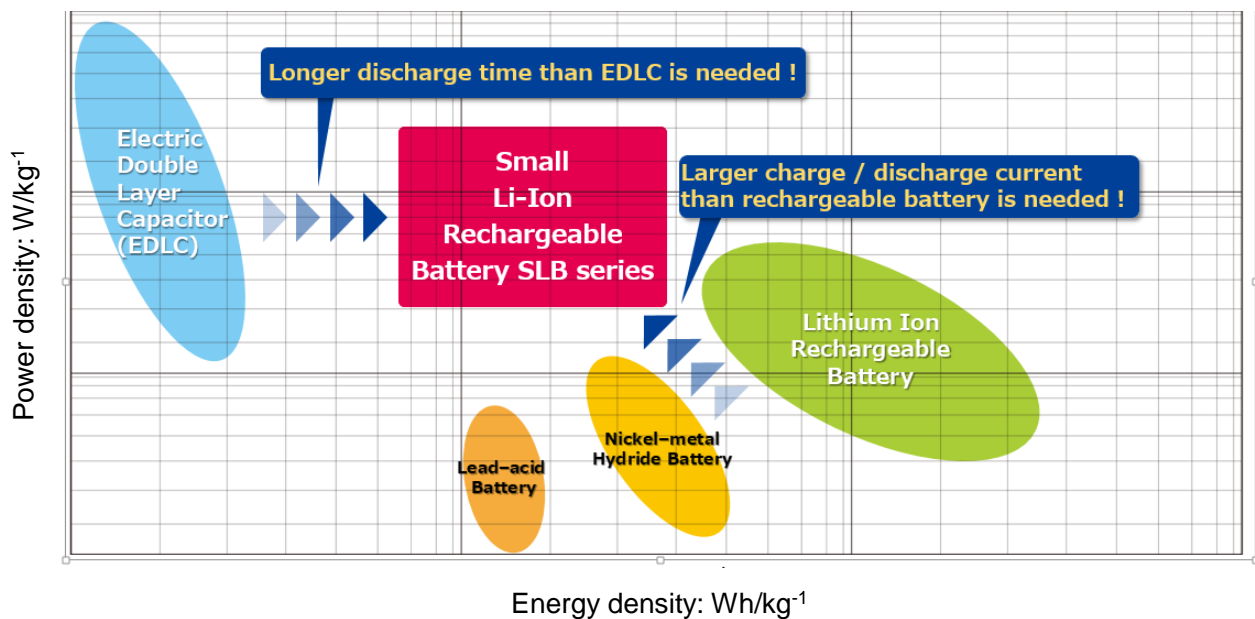 Longer discharge time than EDLC is needed !
Electric
Double
Layer
Capacitor
(EDLC)
Small
Li-Ion
Rechargeable
Battery SLB series
Larger charge / discharge current
than rechargeable battery is needed !
Lithium Ion
Rechargeable
Battery
Nickel-metal
Hydride Battery
Lead-acid
Battery
Power density: W/kg⁻¹
Energy density: Wh/kg⁻¹